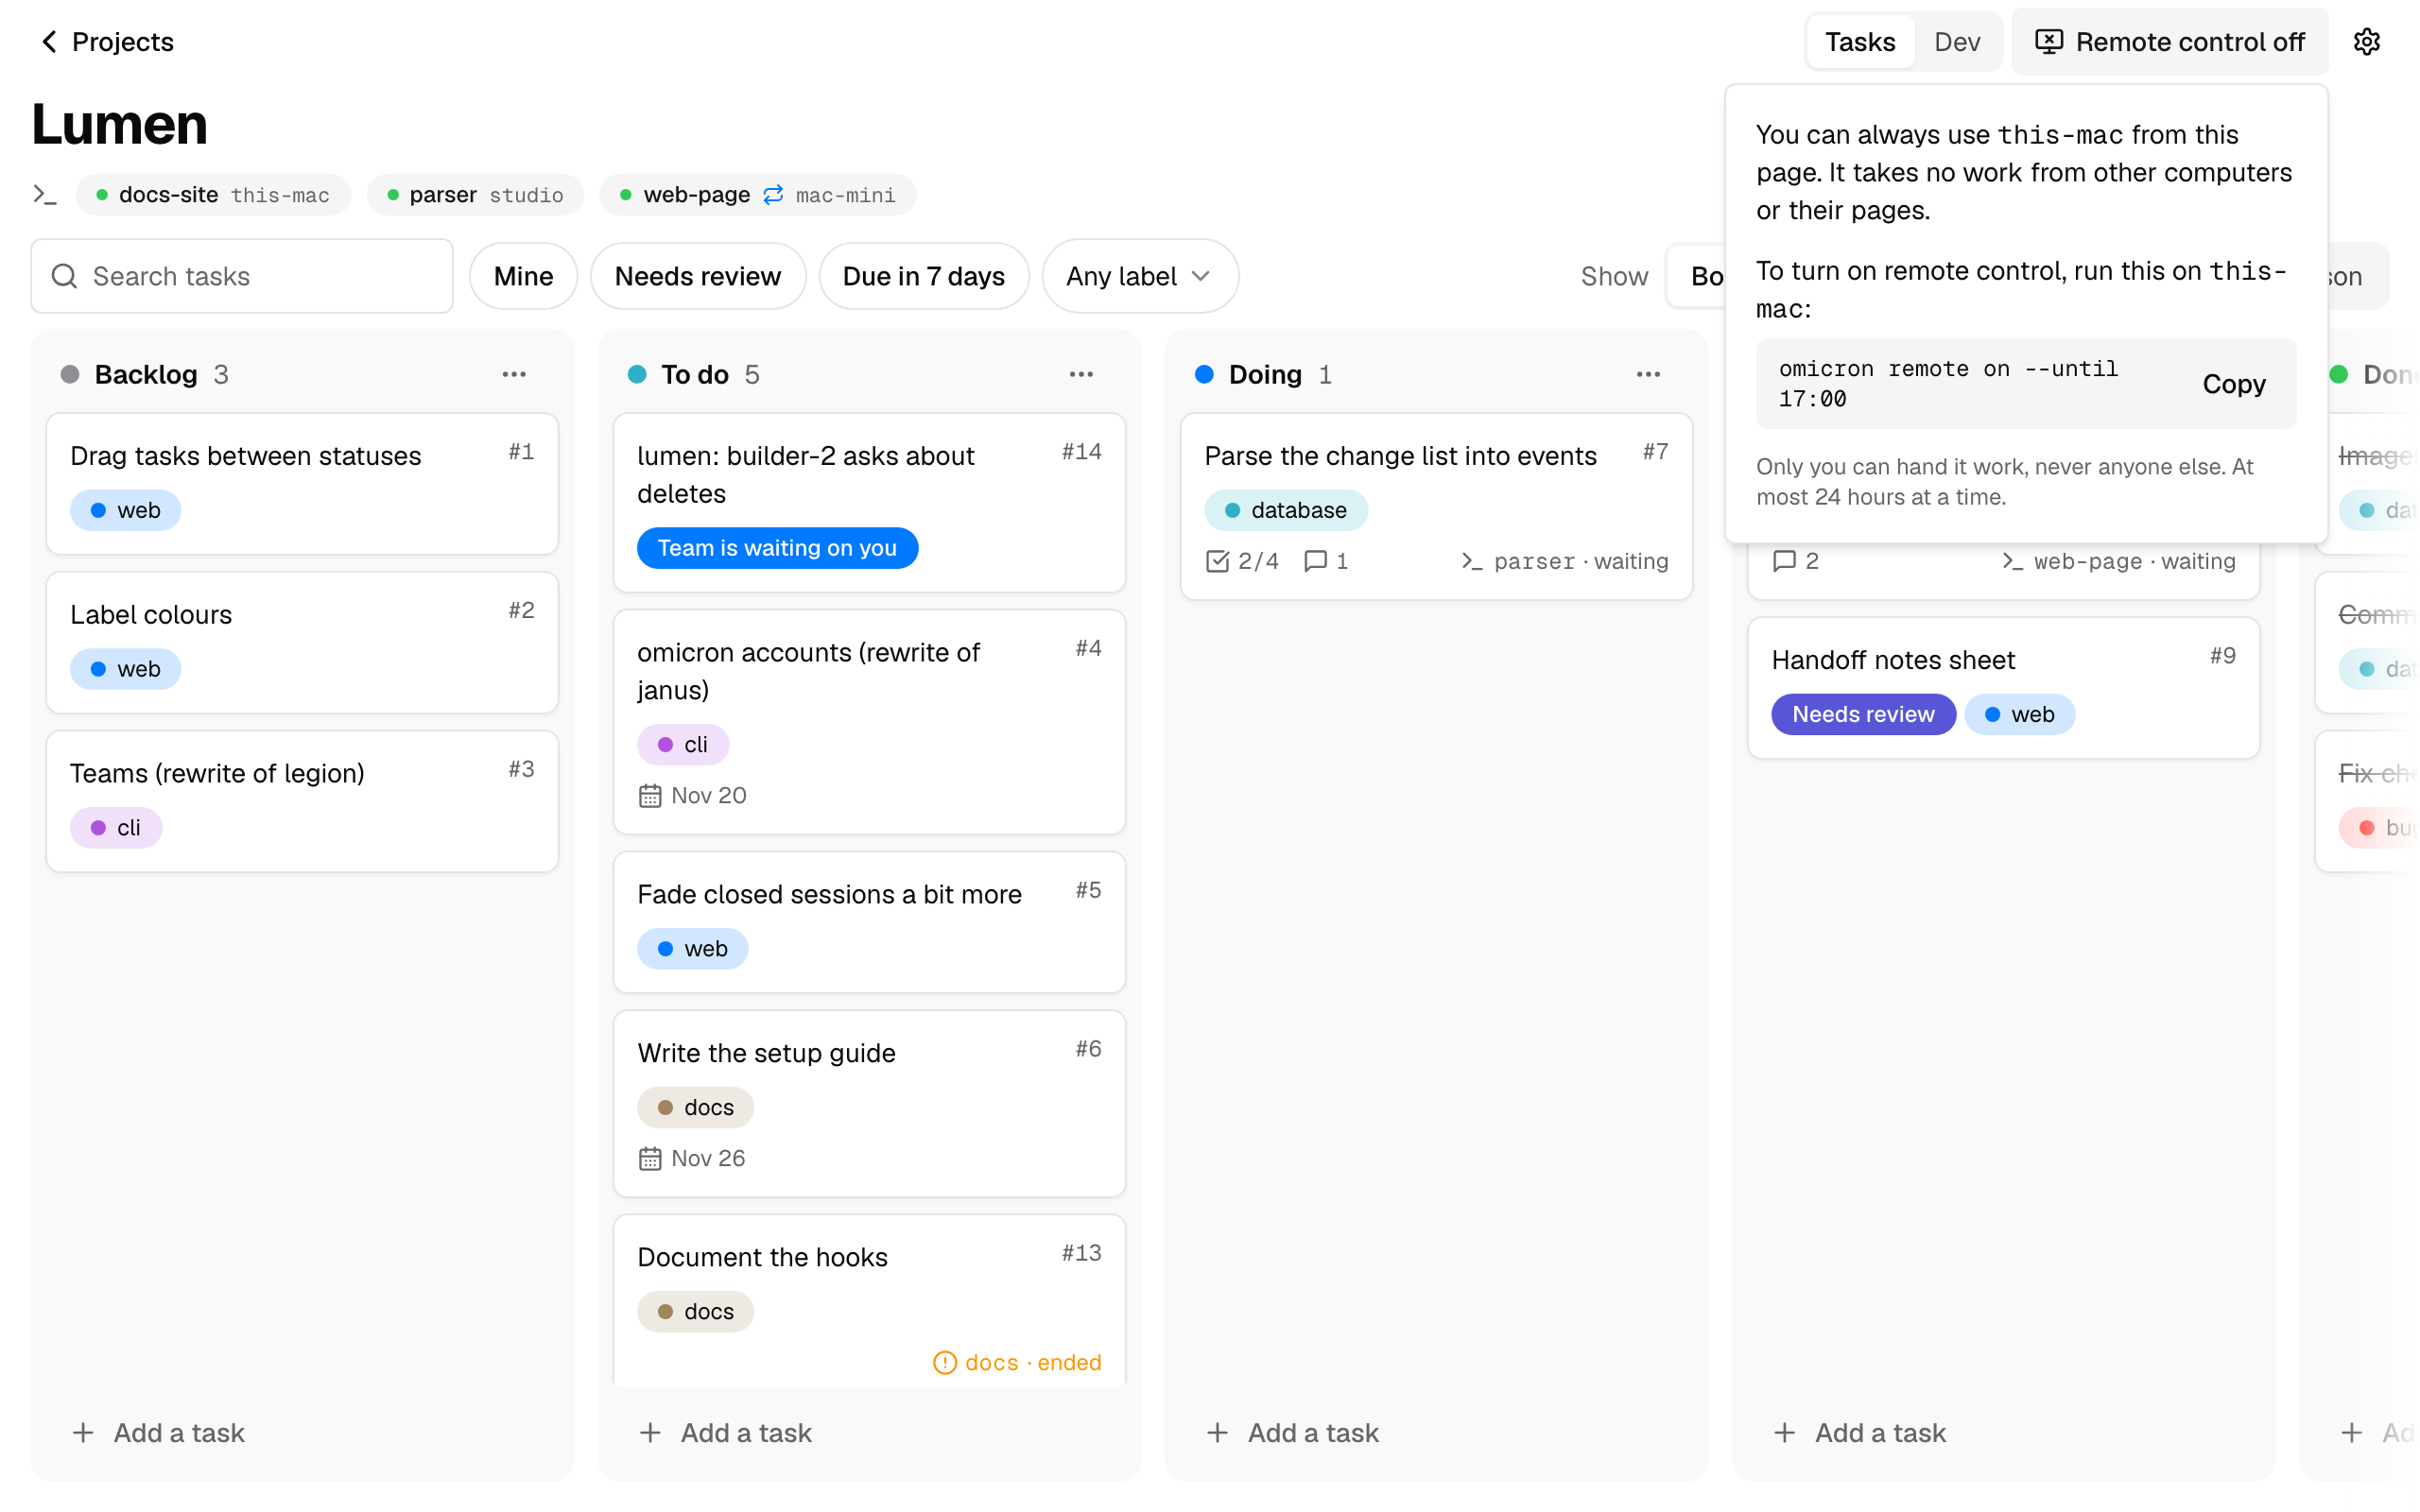 Projects
Tasks
Dev
Remote control off
Lumen
docs-site this-mac
parser studio
web-page mac-mini
You can always use this-mac from this
page. It takes no work from other computers
or their pages.
To turn on remote control, run this on this-
mac:
omicron remote on --until
17:00
Copy
Only you can hand it work, never anyone else. At
most 24 hours at a time.
Search tasks
Mine
Needs review
Due in 7 days
Any label
Show
Backlog 3
Drag tasks between statuses #1
web
Label colours #2
web
Teams (rewrite of legion) #3
cli
Add a task
To do 5
lumen: builder-2 asks about #14
deletes
Team is waiting on you
omicron accounts (rewrite of #4
janus)
cli
Nov 20
Fade closed sessions a bit more #5
web
Write the setup guide #6
docs
Nov 26
Document the hooks #13
docs
docs · ended
Add a task
Doing 1
Parse the change list into events #7
database
2/4 1 parser · waiting
Add a task
2 web-page · waiting
Handoff notes sheet #9
Needs review web
Add a task